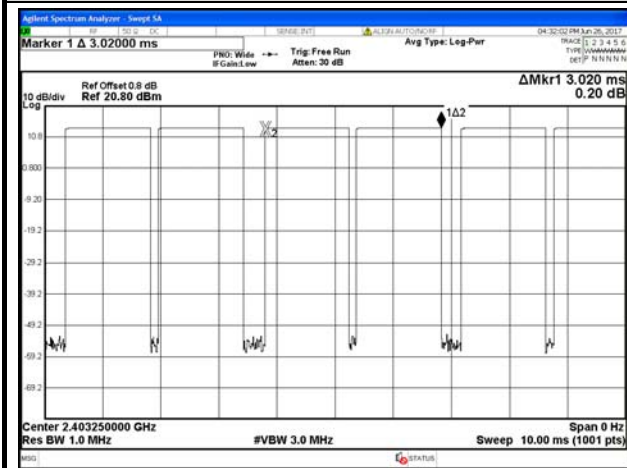 Agilent Spectrum Analyzer - Swept SA
RF 50 Ω DC SENSE:INT ALIGN AUTO/NO RF 04:32:02 PM Jun 26, 2017
Marker 1 Δ 3.02000 ms
PNO: Wide
IFGain:Low
Trig: Free Run
Atten: 30 dB
Avg Type: Log-Pwr
TRACE 1 2 3 4 5 6
TYPE
DET P N N N N N
Ref Offset 0.8 dB
Ref 20.80 dBm
10 dB/div
Log
ΔMkr1 3.020 ms
0.20 dB
1Δ2
X2
10.8
0.800
-9.20
-19.2
-29.2
-39.2
-49.2
-59.2
-69.2
Center 2.403250000 GHz
Span 0 Hz
Res BW 1.0 MHz
#VBW 3.0 MHz
Sweep 10.00 ms (1001 pts)
MSG
STATUS